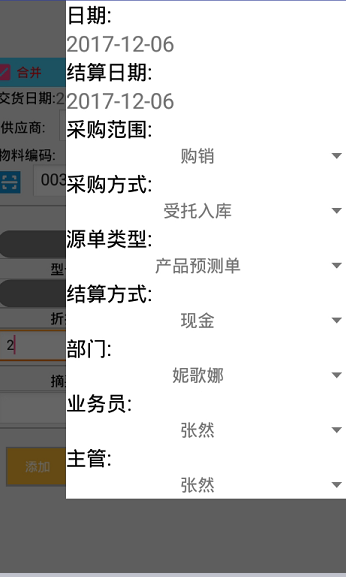 日期:
2017-12-06
结算日期:
2017-12-06
采购范围:
购销
采购方式:
受托入库
源单类型:
产品预测单
结算方式:
现金
部门:
妮歌娜
业务员:
张然
主管:
张然
合并
交货日期:2
供应商:
物料编码:
003
型
折
2
摘
添加